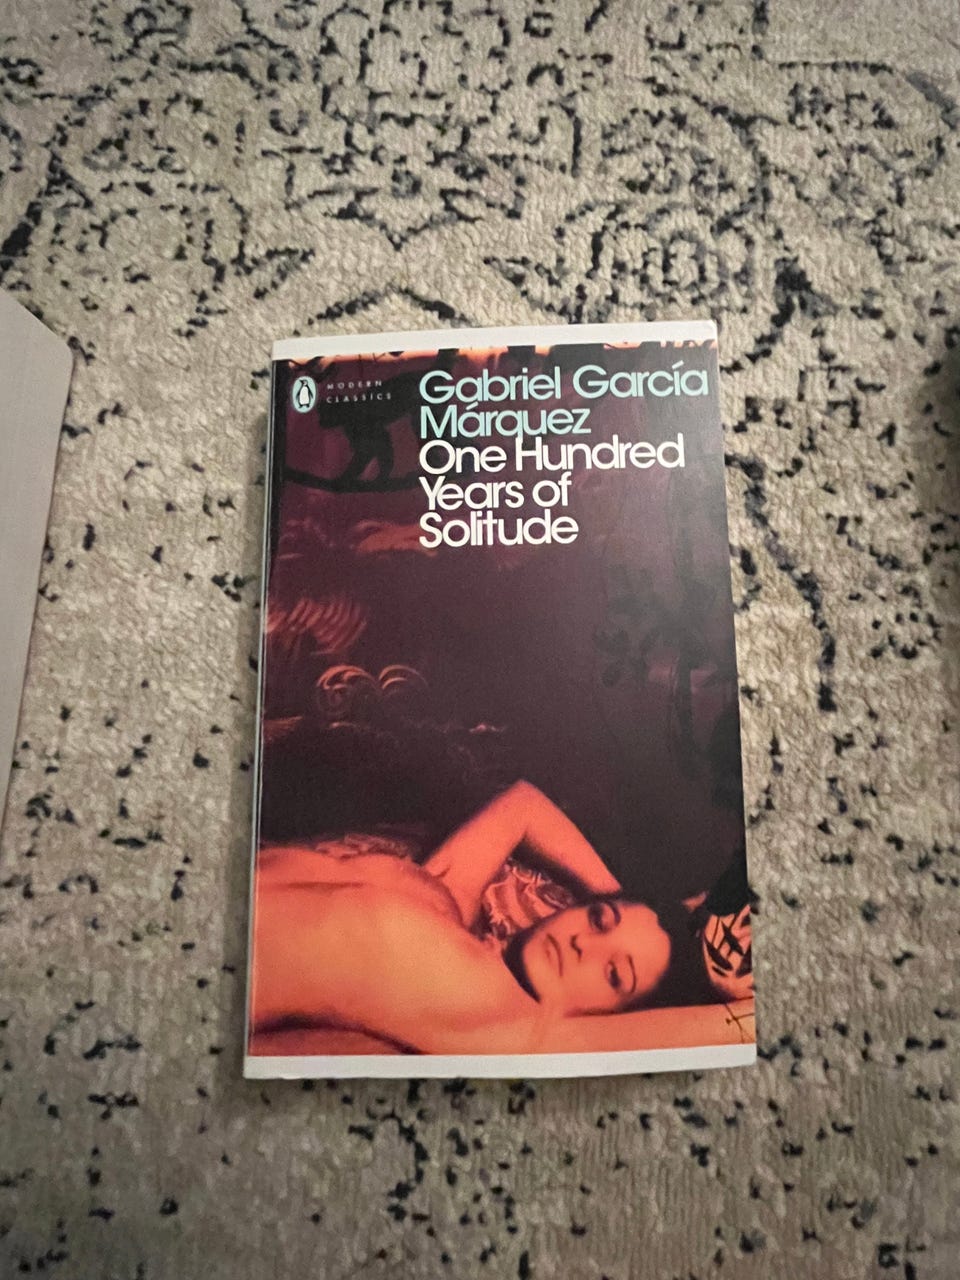 MODERN
CLASSICS
Gabriel García
Márquez
One Hundred
Years of
Solitude